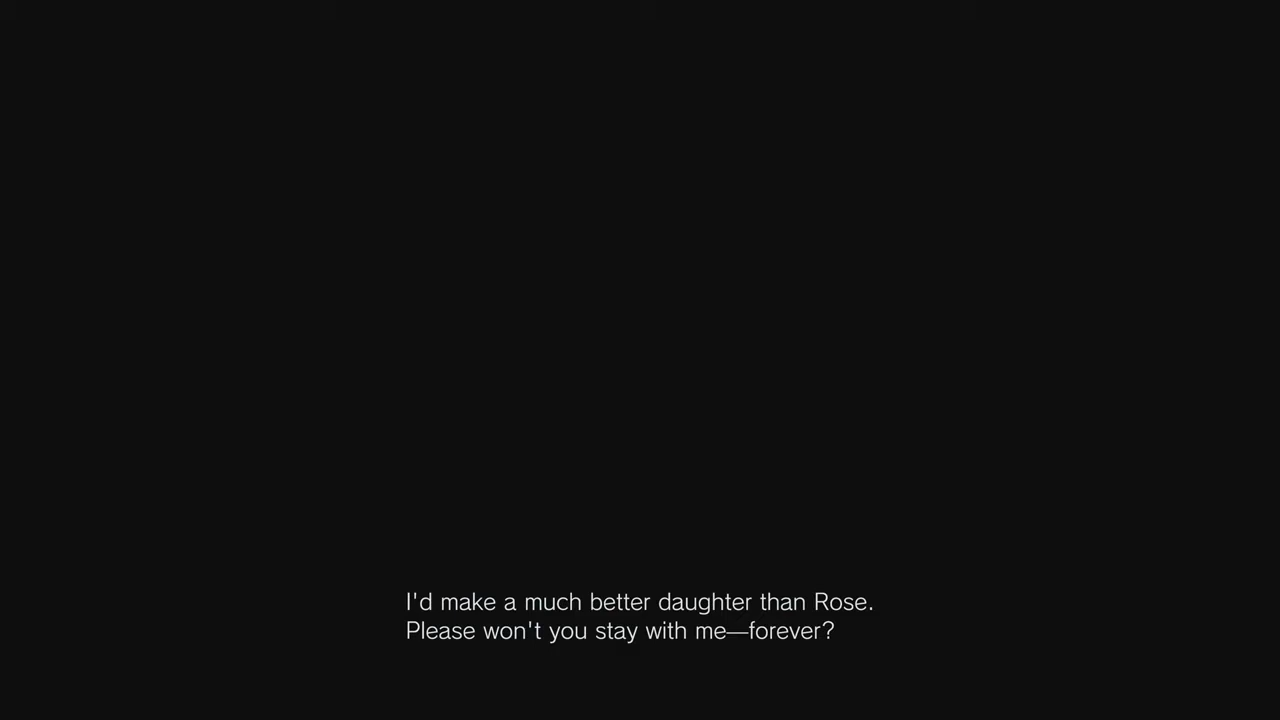 I'd make a much better daughter than Rose.
Please won't you stay with me—forever?